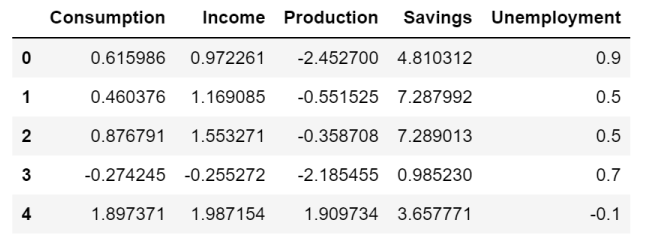 Consumption Income Production Savings Unemployment
0 0.615986 0.972261 -2.452700 4.810312 0.9
1 0.460376 1.169085 -0.551525 7.287992 0.5
2 0.876791 1.553271 -0.358708 7.289013 0.5
3 -0.274245 -0.255272 -2.185455 0.985230 0.7
4 1.897371 1.987154 1.909734 3.657771 -0.1